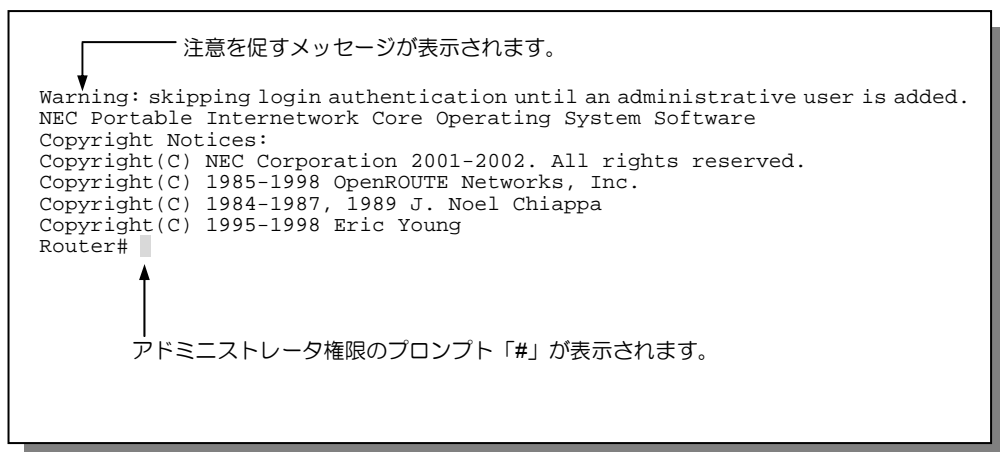 注意を促すメッセージが表示されます。
Warning: skipping login authentication until an administrative user is added.
NEC Portable Internetwork Core Operating System Software
Copyright Notices:
Copyright(C) NEC Corporation 2001-2002. All rights reserved.
Copyright(C) 1985-1998 OpenROUTE Networks, Inc.
Copyright(C) 1984-1987, 1989 J. Noel Chiappa
Copyright(C) 1995-1998 Eric Young
Router#
アドミニストレータ権限のプロンプト「#」が表示されます。